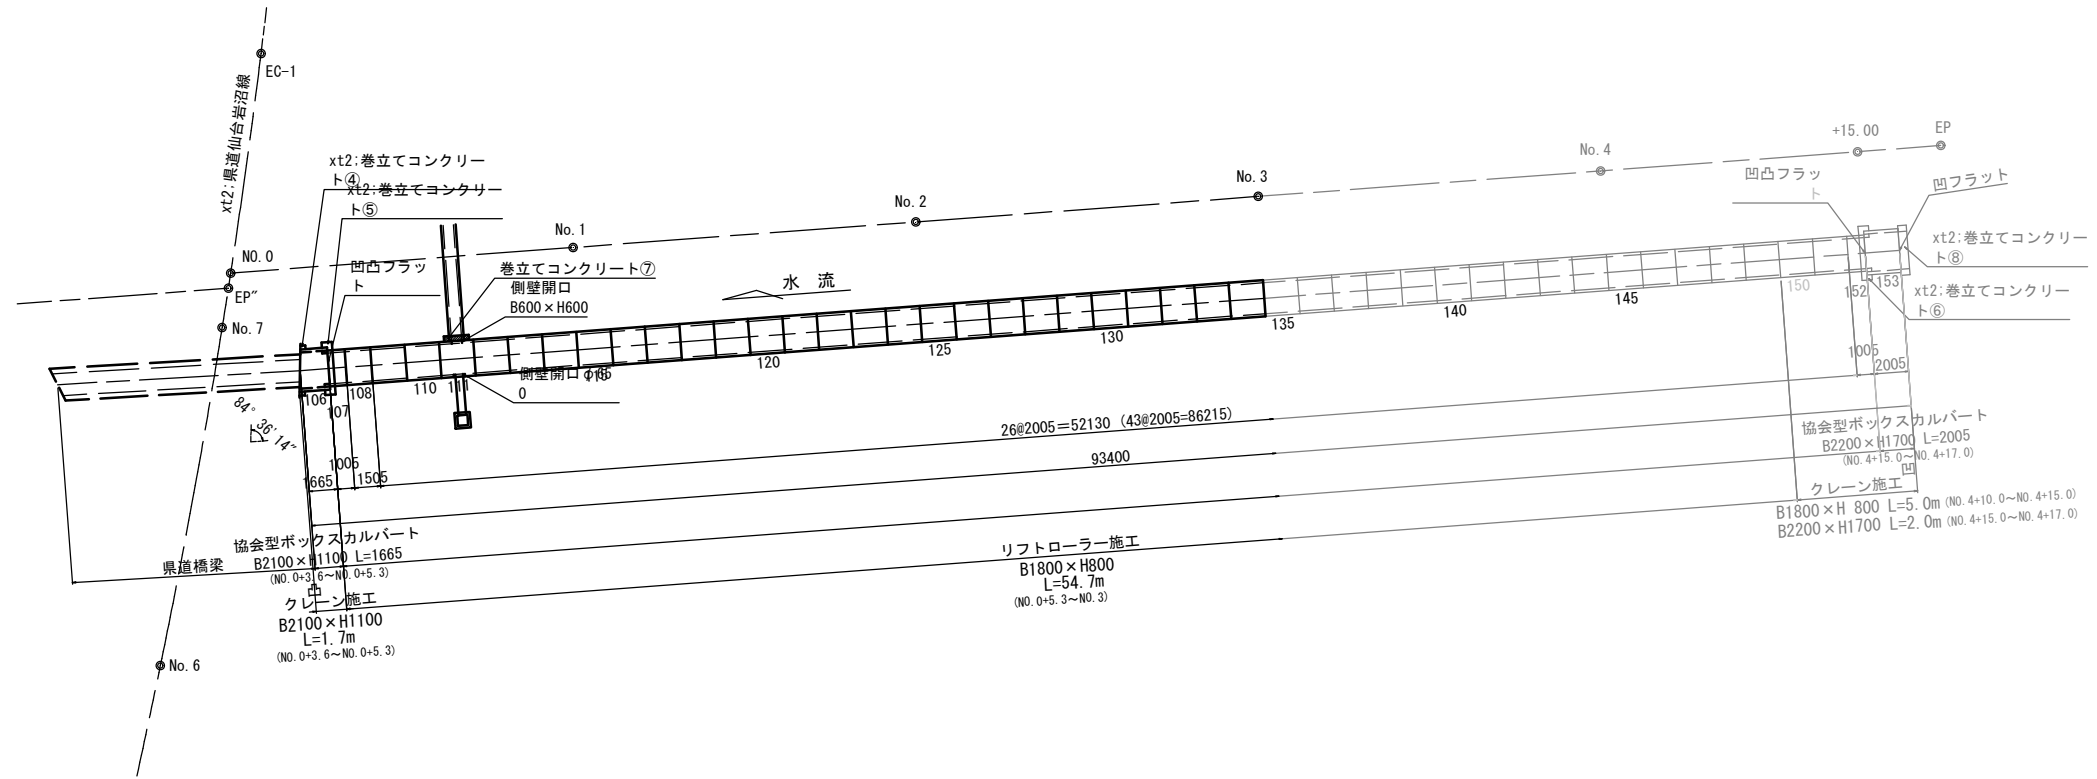 EC-1
xt2;県道仙台岩沼線
NO.0
EP"
No.7
No.6
xt2;巻立てコンクリー
ト④
xt2;巻立てコンクリー
ト⑤
凹凸フラッ
ト
No.1
No.2
No.3
No.4
+15.00
EP
巻立てコンクリート⑦
側壁開口
B600×H600
水 流
凹凸フラッ
ト
凹フラット
xt2;巻立てコンクリー
ト⑧
xt2;巻立てコンクリー
ト⑥
106
107
108
110
111
115
120
125
130
135
140
145
150
152
153
側壁開口φ65
0
84°36'14"
1665
1005
1505
26@2005=52130 (43@2005=86215)
93400
1005
2005
協会型ボックスカルバート
B2200×H1700 L=2005
(NO.4+15.0~NO.4+17.0)
凹
クレーン施工
B1800×H 800 L=5.0m (NO.4+10.0~NO.4+15.0)
B2200×H1700 L=2.0m (NO.4+15.0~NO.4+17.0)
県道橋梁
協会型ボックスカルバート
B2100×H1100 L=1665
(NO.0+3.6~NO.0+5.3)
凸
クレーン施工
B2100×H1100
L=1.7m
(NO.0+3.6~NO.0+5.3)
リフトローラー施工
B1800×H800
L=54.7m
(NO.0+5.3~NO.3)